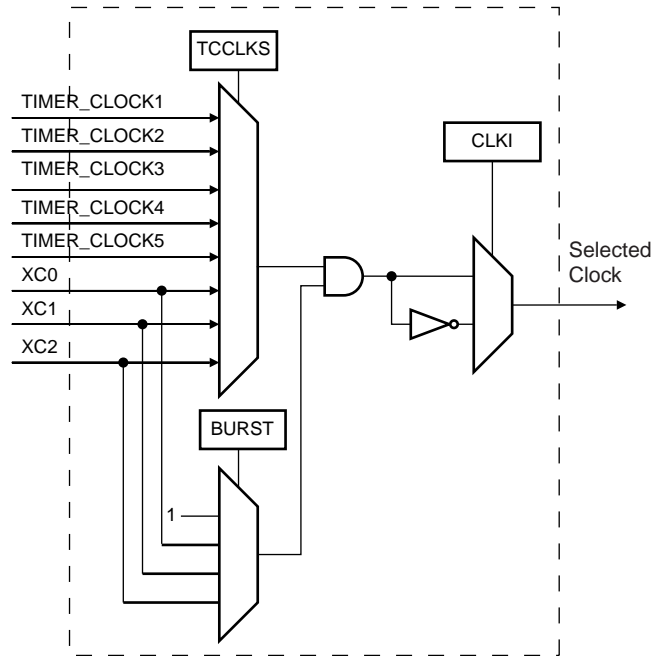 TCCLKS
TIMER_CLOCK1
TIMER_CLOCK2
TIMER_CLOCK3
TIMER_CLOCK4
TIMER_CLOCK5
XC0
XC1
XC2
CLKI
Selected
Clock
BURST
1